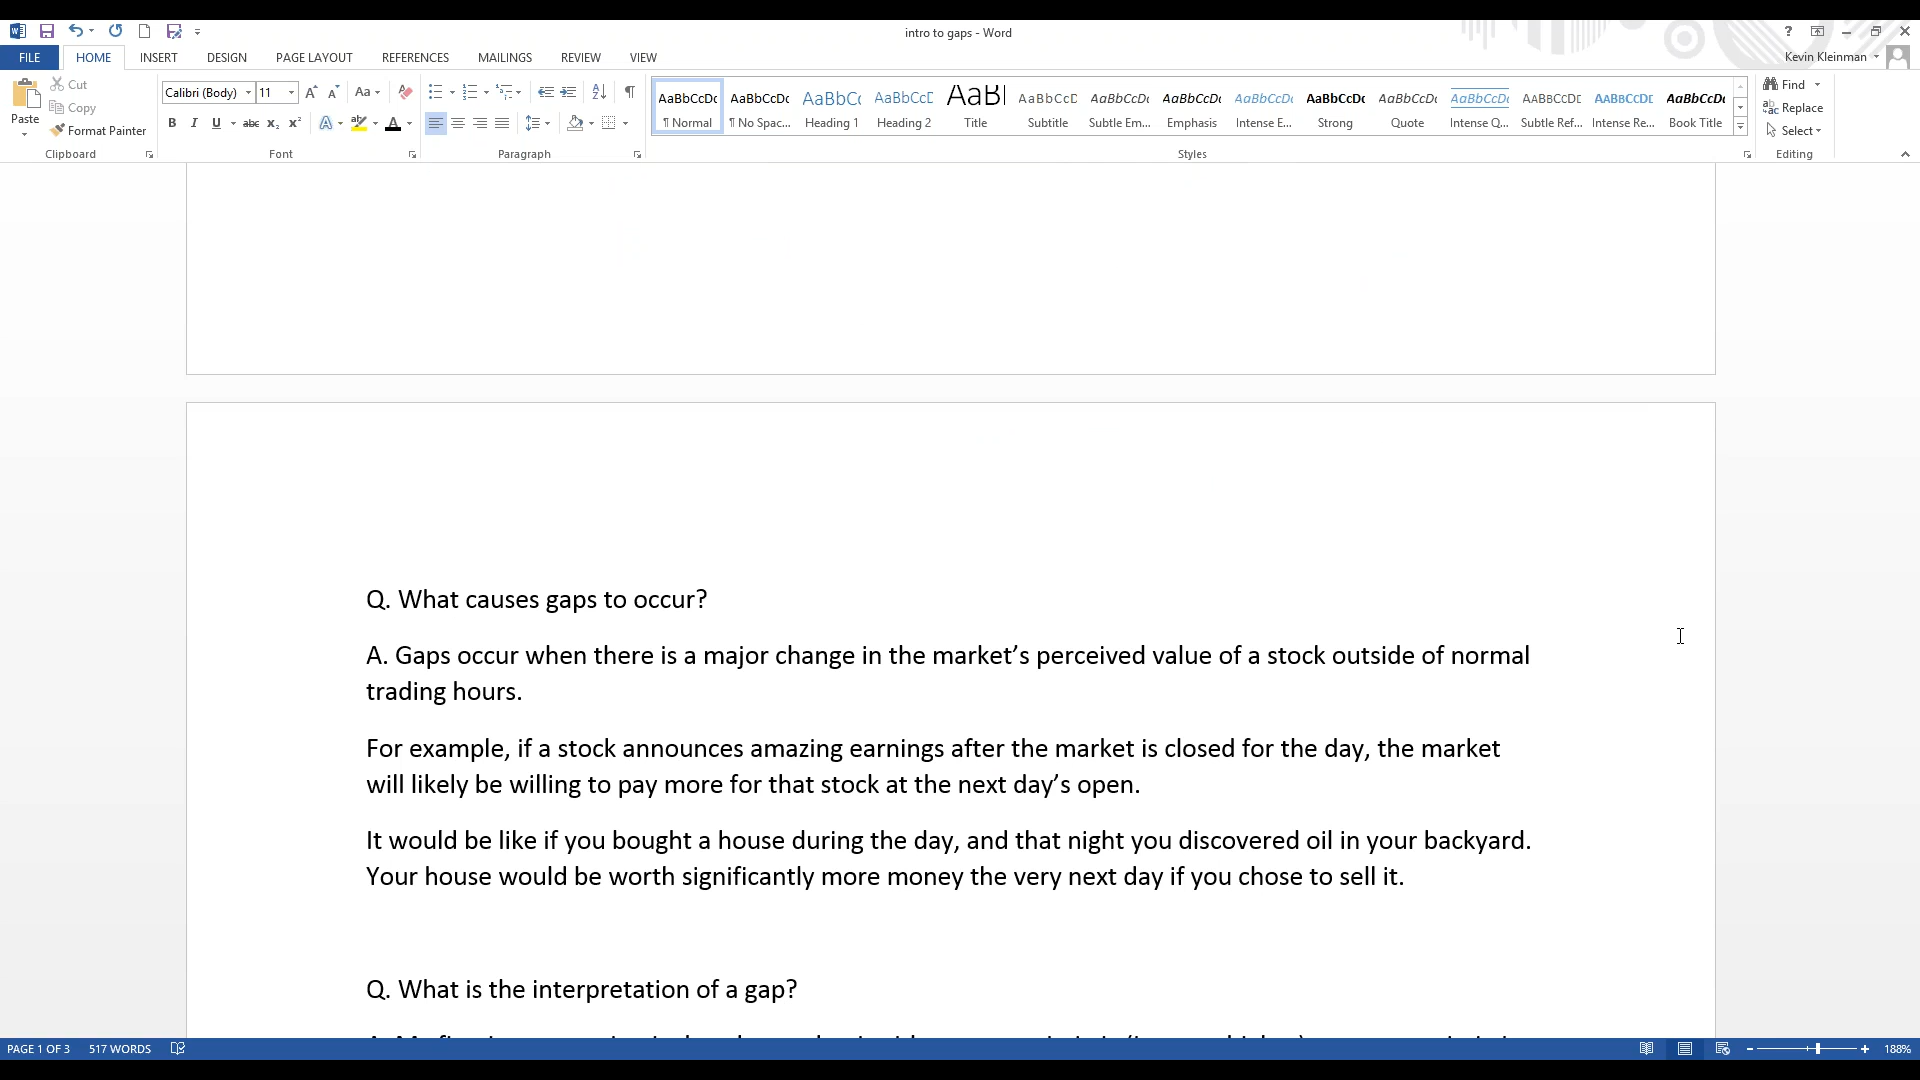 intro to gaps - Word
FILE HOME INSERT DESIGN PAGE LAYOUT REFERENCES MAILINGS REVIEW VIEW Kevin Kleinman
Cut
Copy
Format Painter
Paste
Clipboard
Calibri (Body) 11
Font
Paragraph
AaBbCcDc AaBbCcDc AaBbCc AaBbCcD AaB AaBbCcD AaBbCcDc AaBbCcDc AaBbCcDc AaBbCcDc AaBbCcDc AaBbCcDc AABBCCDE AABBCCDE AaBbCcDc
¶ Normal ¶ No Spac... Heading 1 Heading 2 Title Subtitle Subtle Em... Emphasis Intense E... Strong Quote Intense Q... Subtle Ref... Intense Re... Book Title
Styles
Find
Replace
Select
Editing
Q. What causes gaps to occur?
A. Gaps occur when there is a major change in the market’s perceived value of a stock outside of normal
trading hours.
For example, if a stock announces amazing earnings after the market is closed for the day, the market
will likely be willing to pay more for that stock at the next day’s open.
It would be like if you bought a house during the day, and that night you discovered oil in your backyard.
Your house would be worth significantly more money the very next day if you chose to sell it.
Q. What is the interpretation of a gap?
PAGE 1 OF 3 517 WORDS 188%